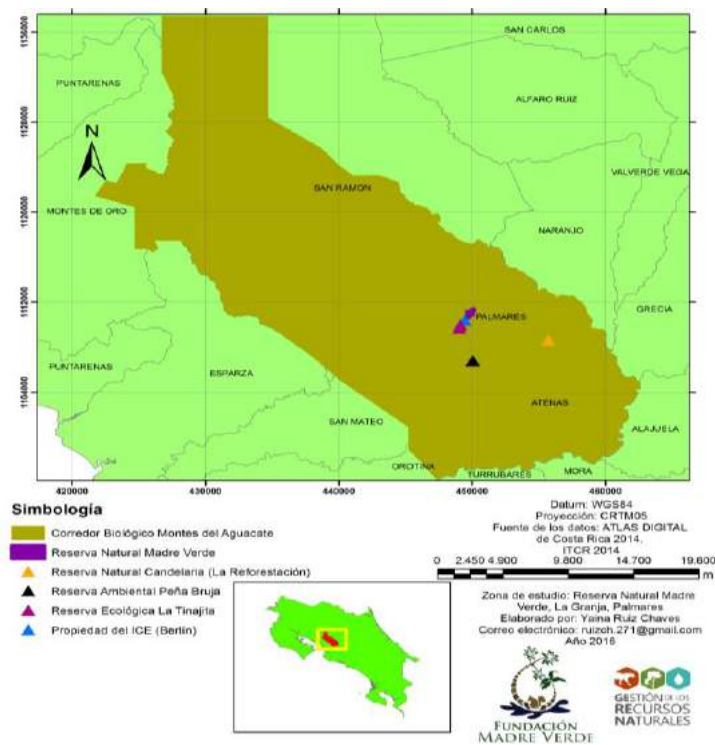 1136000
1128000
1120000
1112000
1104000
SAN CARLOS
PUNTARENAS
ALFARO RUIZ
N
VALVERDE VEGA
SAN RAMON
MONTES DE ORO
NARANJO
GRECIA
PALMARES
PUNTARENAS
ESPARZA
ATENAS
SAN MATEO
ALAJUELA
OROTINA
TURRUBARES
MORA
420000 430000 440000 450000 460000
Simbología
Corredor Biológico Montes del Aguacate
Reserva Natural Madre Verde
Reserva Natural Candelaria (La Reforestación)
Reserva Ambiental Peña Bruja
Reserva Ecológica La Tinajita
Propiedad del ICE (Berlín)
Datum: WGS84
Proyección: CRTM05
Fuente de los datos: ATLAS DIGITAL
de Costa Rica 2014.
ITCR 2014
0 2.450 4.900 9.800 14.700 19.600
m
Zona de estudio: Reserva Natural Madre
Verde, La Granja, Palmares
Elaborado por: Yaina Ruiz Chaves
Correo electrónico: ruizch.271@gmail.com
Año 2016
FUNDACIÓN
MADRE VERDE
GESTIÓN DE LOS
RECURSOS
NATURALES